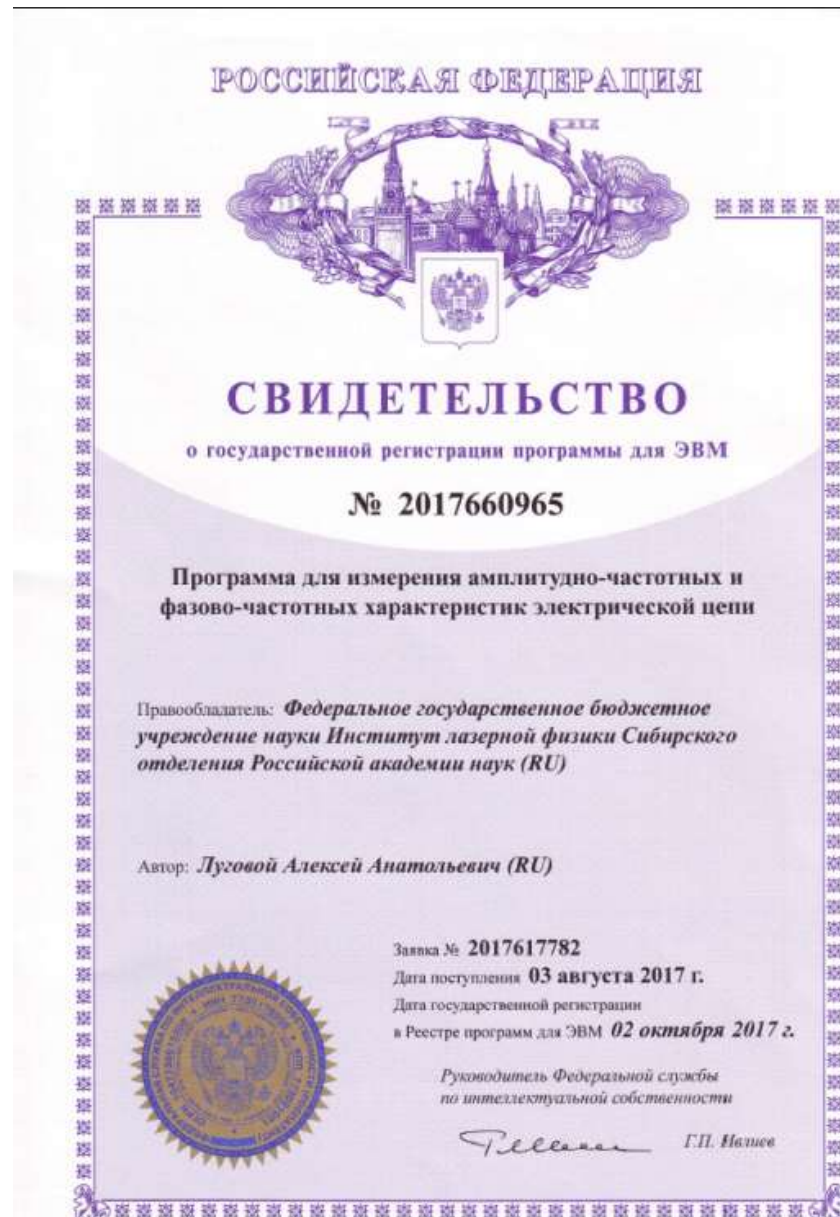 РОССИЙСКАЯ ФЕДЕРАЦИЯ
СВИДЕТЕЛЬСТВО
о государственной регистрации программы для ЭВМ
№ 2017660965
Программа для измерения амплитудно-частотных и
фазово-частотных характеристик электрической цепи
Правообладатель: Федеральное государственное бюджетное
учреждение науки Институт лазерной физики Сибирского
отделения Российской академии наук (RU)
Автор: Луговой Алексей Анатольевич (RU)
Заявка № 2017617782
Дата поступления 03 августа 2017 г.
Дата государственной регистрации
в Реестре программ для ЭВМ 02 октября 2017 г.
Руководитель Федеральной службы
по интеллектуальной собственности
Г.П. Ивлиев